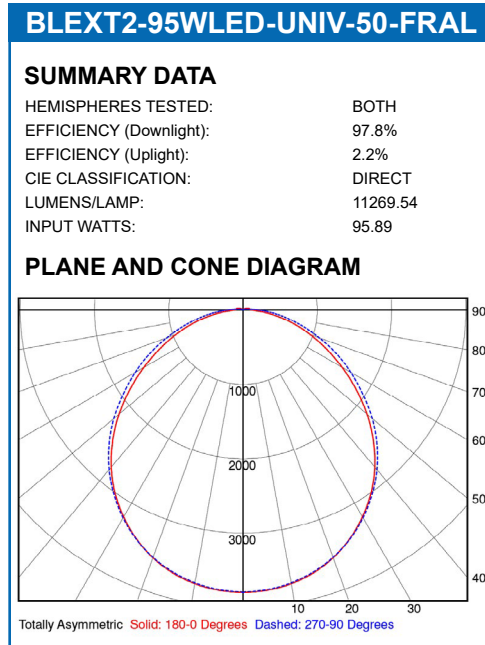 BLEXT2-95WLED-UNIV-50-FRAL
SUMMARY DATA
HEMISPHERES TESTED: BOTH
EFFICIENCY (Downlight): 97.8%
EFFICIENCY (Uplight): 2.2%
CIE CLASSIFICATION: DIRECT
LUMENS/LAMP: 11269.54
INPUT WATTS: 95.89
PLANE AND CONE DIAGRAM
90
80
1000
70
60
2000
50
3000
40
10 20 30
Totally Asymmetric Solid: 180-0 Degrees Dashed: 270-90 Degrees